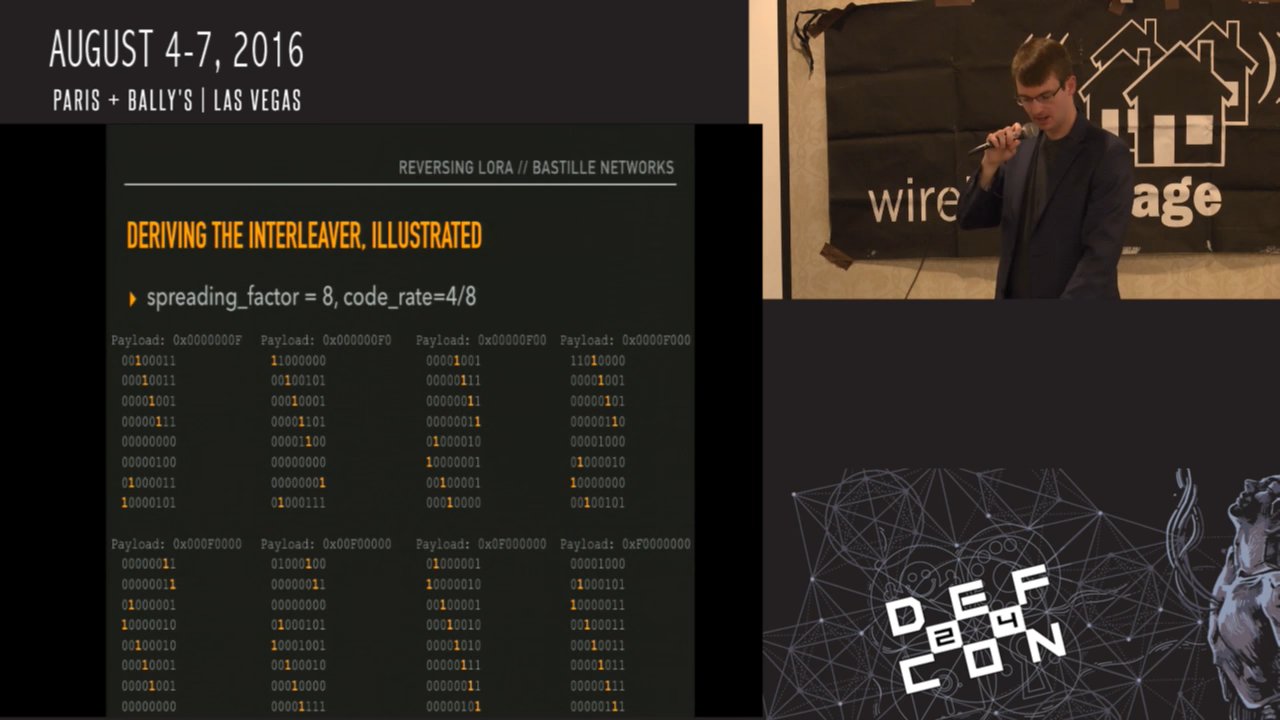 AUGUST 4-7, 2016
PARIS + BALLY'S | LAS VEGAS
REVERSING LORA // BASTILLE NETWORKS
DERIVING THE INTERLEAVER, ILLUSTRATED
spreading_factor = 8, code_rate=4/8
Payload: 0x0000000F Payload: 0x000000F0 Payload: 0x00000F00 Payload: 0x0000F000
00100011 11000000 00001001 11010000
00010011 00100101 00000111 00001001
00001001 00010001 00000011 00000101
00000111 00001101 00000011 00000110
00000000 00001100 01000010 00001000
00000100 00000000 10000001 01000010
01000011 00000001 00100001 10000000
10000101 01000111 00010000 00100101
Payload: 0x000F0000 Payload: 0x00F00000 Payload: 0x0F000000 Payload: 0xF0000000
00000011 01000100 01000001 00001000
00000011 00000011 10000010 01000101
01000001 00000000 00100001 10000011
10000010 01000101 00010010 00100011
00100010 10001001 00001010 00010011
00010001 00100010 00000111 00001011
00001001 00010000 00000011 00000111
00000000 00001111 00000101 00000111
wire age
DEF
24
CON